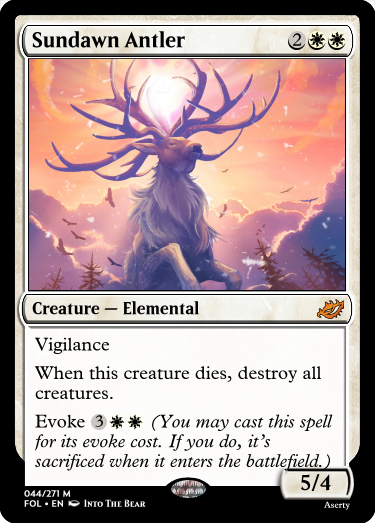 Sundawn Antler 2
Creature — Elemental
Vigilance
When this creature dies, destroy all
creatures.
Evoke 3 (You may cast this spell
for its evoke cost. If you do, it's
sacrificed when it enters the battlefield.)
5/4
044/271 M
FOL • EN Into The Bear
Aserty